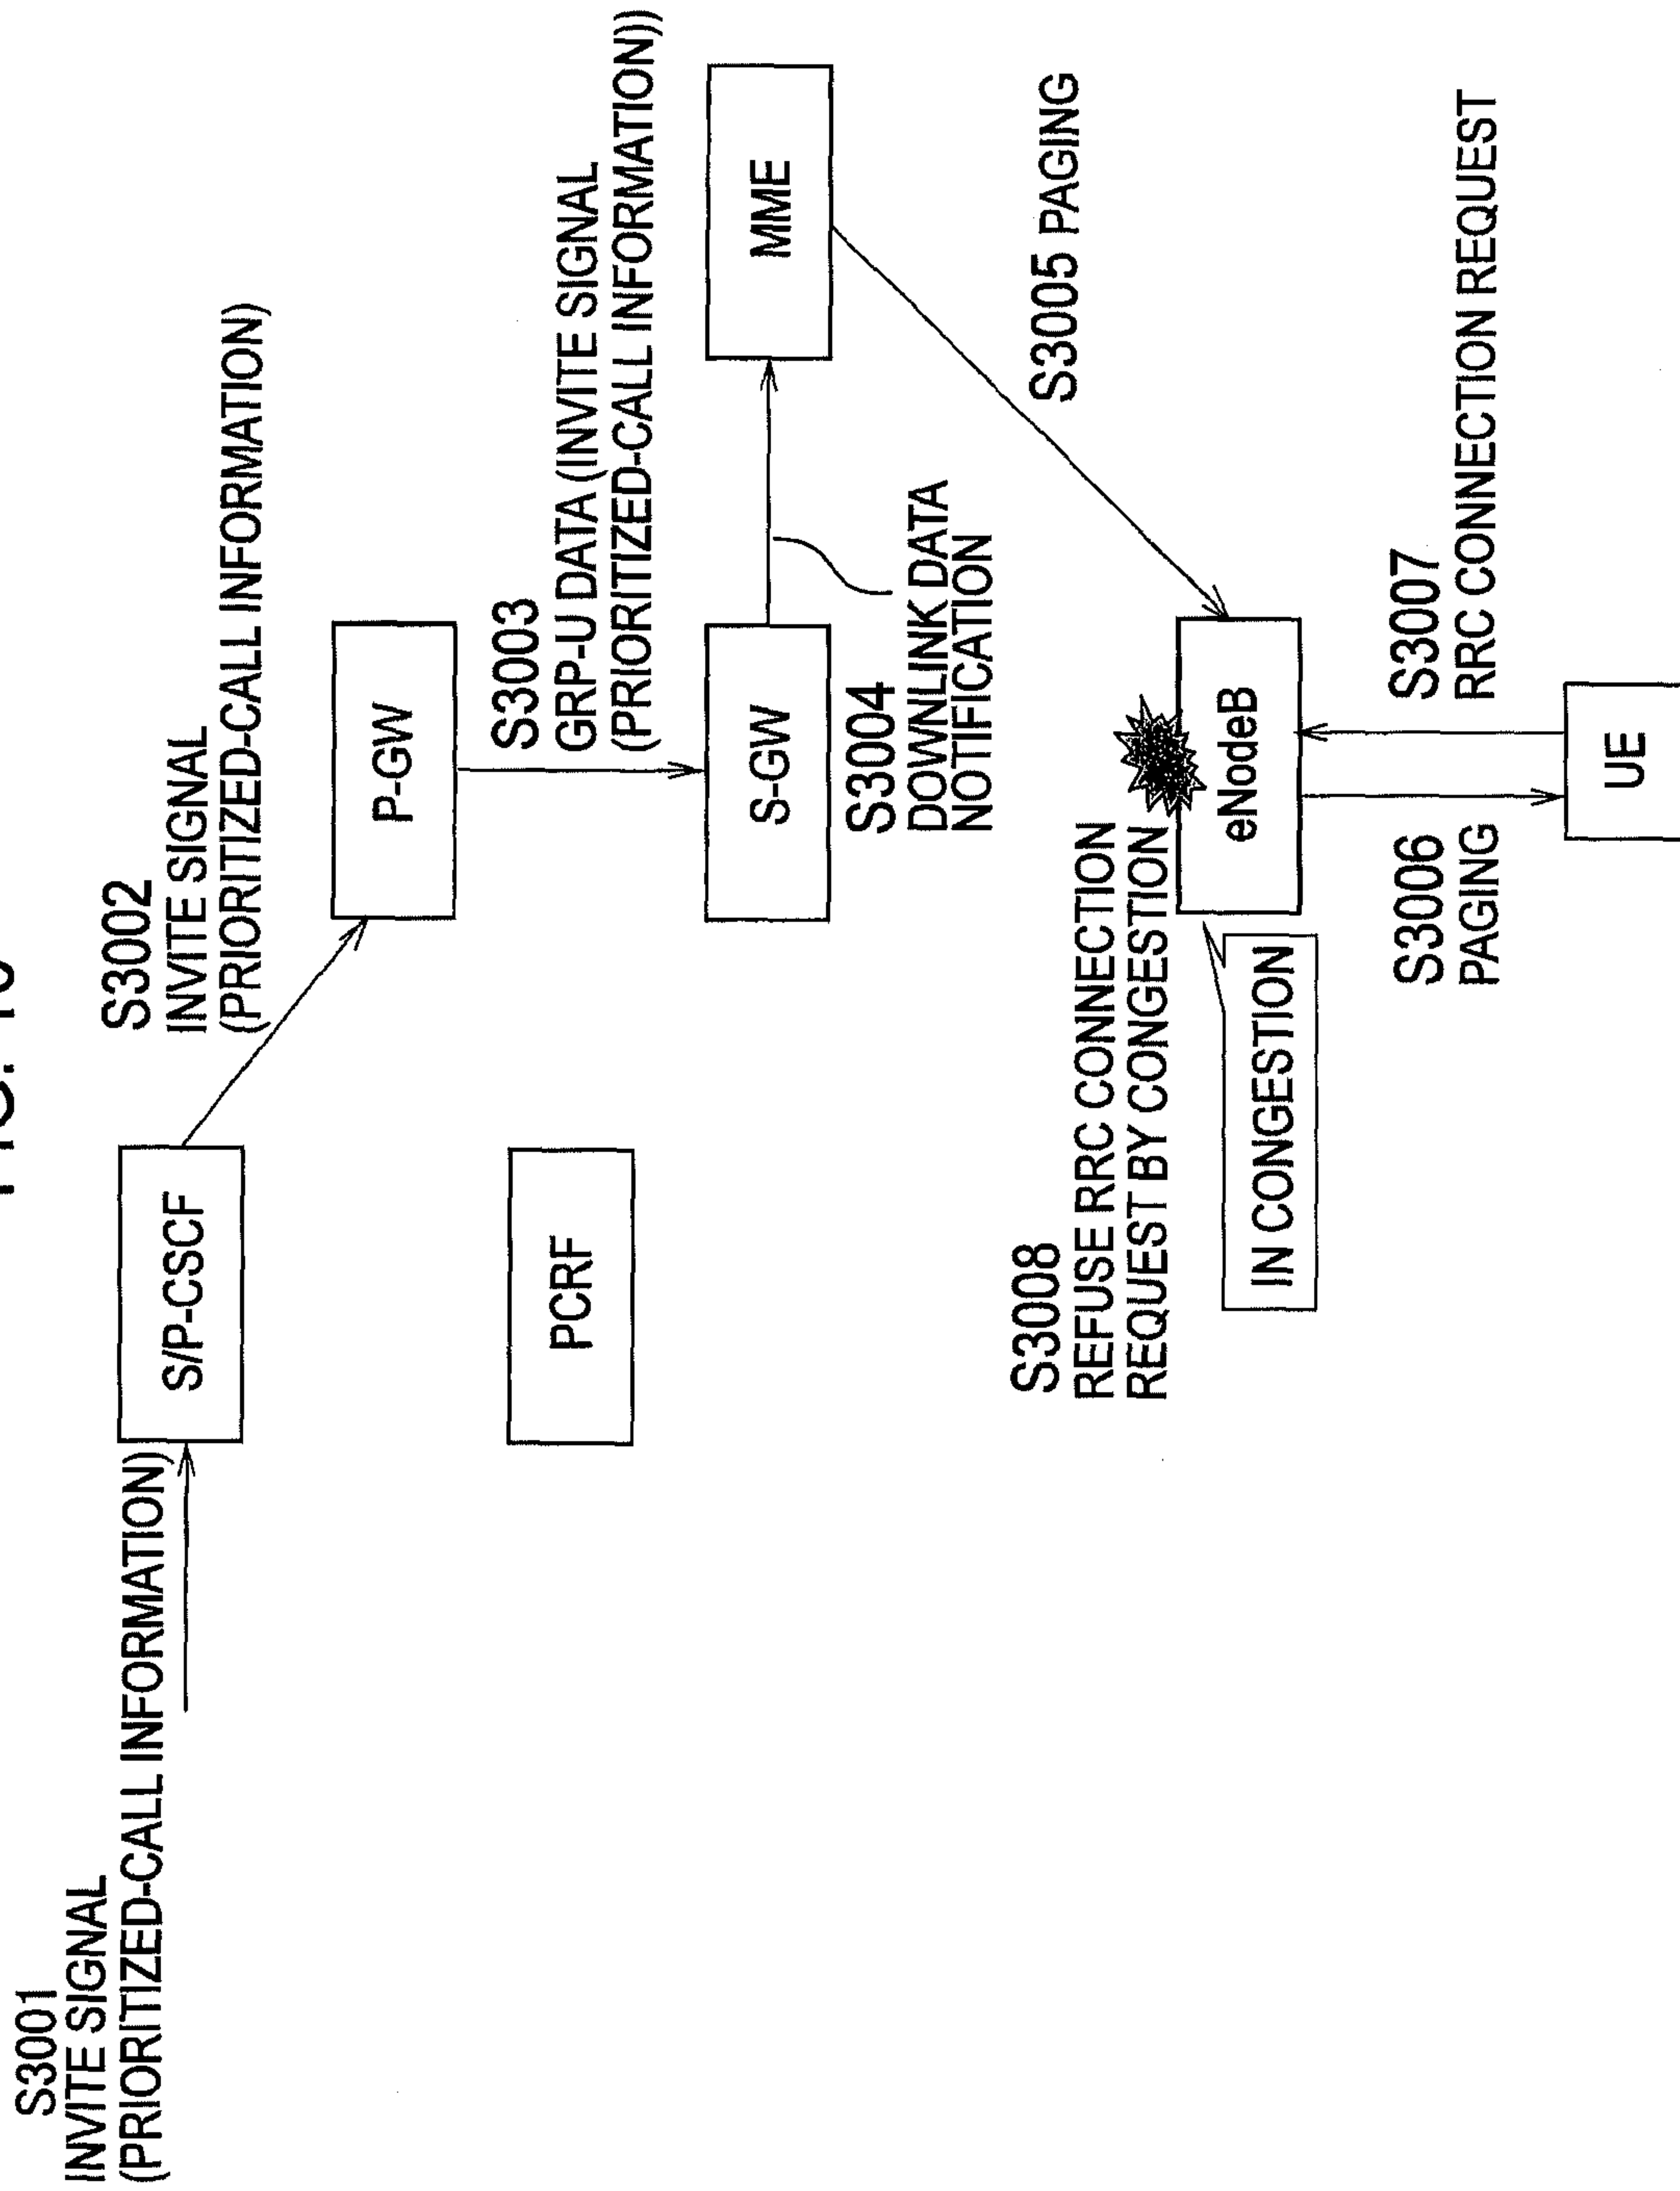 FIG.
S3001
INVITE SIGNAL
(PRIORITIZED-CALL INFORMATION)
S/P-CSCF
S3002
INVITE SIGNAL
(PRIORITIZED-CALL INFORMATION)
P-GW
PCRF
S3003
GRP-U DATA (INVITE SIGNAL
(PRIORITIZED-CALL INFORMATION))
S-GW
MME
S3004
DOWNLINK DATA
NOTIFICATION
S3005 PAGING
S3008
REFUSE RRC CONNECTION
REQUEST BY CONGESTION
eNodeB
IN CONGESTION
S3006
PAGING
S3007
RRC CONNECTION REQUEST
UE